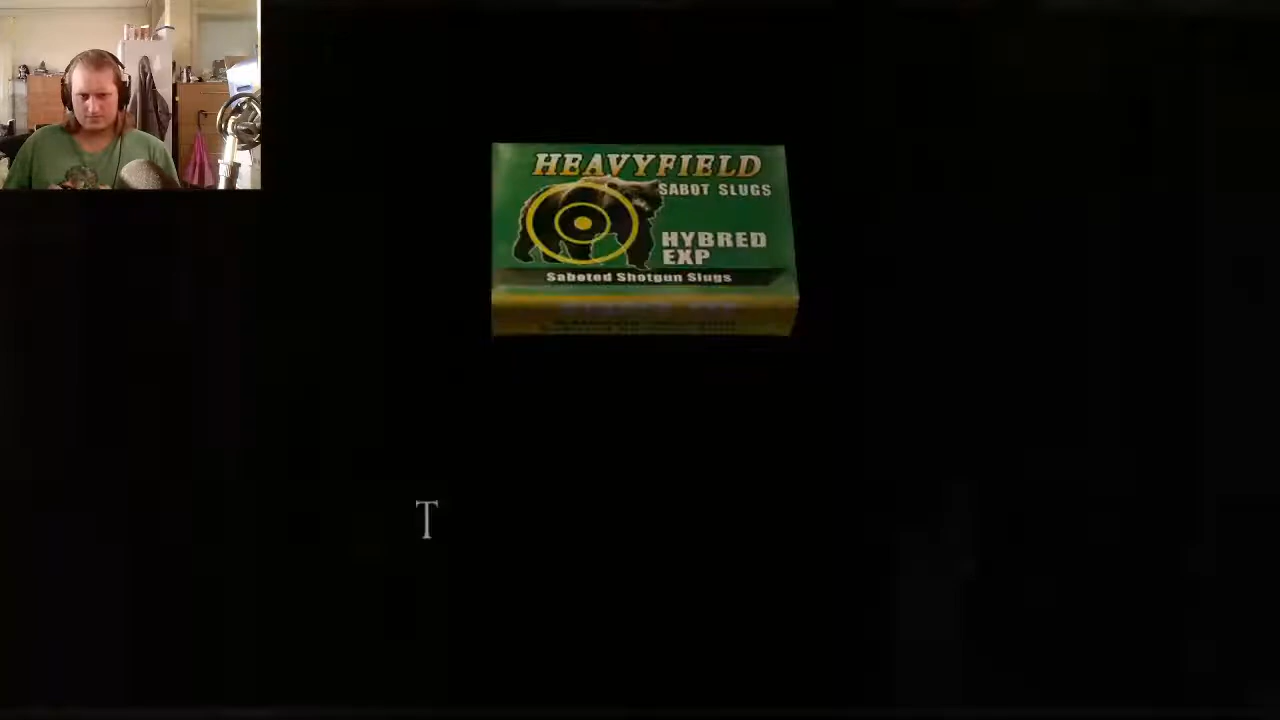 HEAVYFIELD
SABOT SLUGS
HYBRED
EXP
Saboted Shotgun Slugs
T